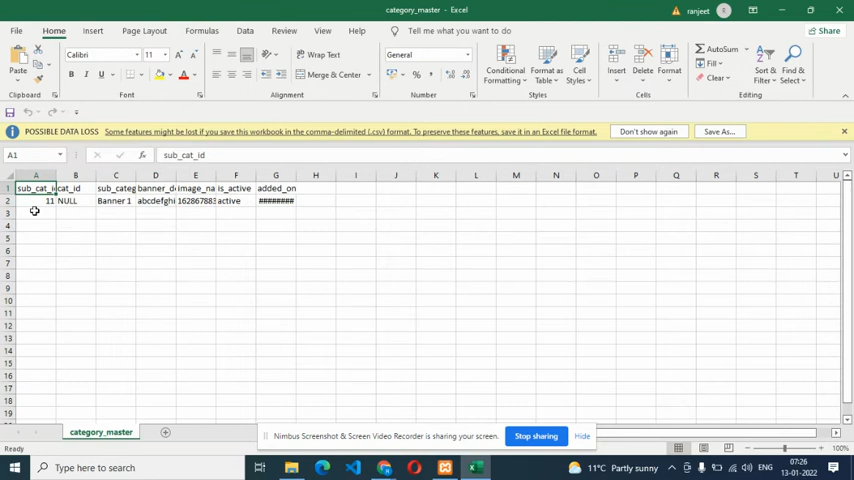 category_master - Excel
ranjeet R
File Home Insert Page Layout Formulas Data Review View Help Tell me what you want to do Share
Paste
Calibri 11
B I U
Wrap Text
Merge & Center
General
Conditional Formatting
Format as Table
Cell Styles
Insert Delete Format
AutoSum
Fill
Clear
Sort & Filter
Find & Select
Clipboard Font Alignment Number Styles Cells Editing
POSSIBLE DATA LOSS Some features might be lost if you save this workbook in the comma-delimited (.csv) format. To preserve these features, save it in an Excel file format. Don't show again Save As...
A1 fx sub_cat_id
A B C D E F G H I J K L M N O P Q R S T U
1 cat_id sub_categ is_active added_on
2 11 NULL Banner 1 abcdefghi 162867883 active ########
3
4
5
6
7
8
9
10
11
12
13
14
15
16
17
18
19
category_master
Nimbus Screenshot & Screen Video Recorder is sharing your screen. Stop sharing Hide
Ready 100%
Type here to search
11°C Partly sunny
ENG
07:26
13-01-2022